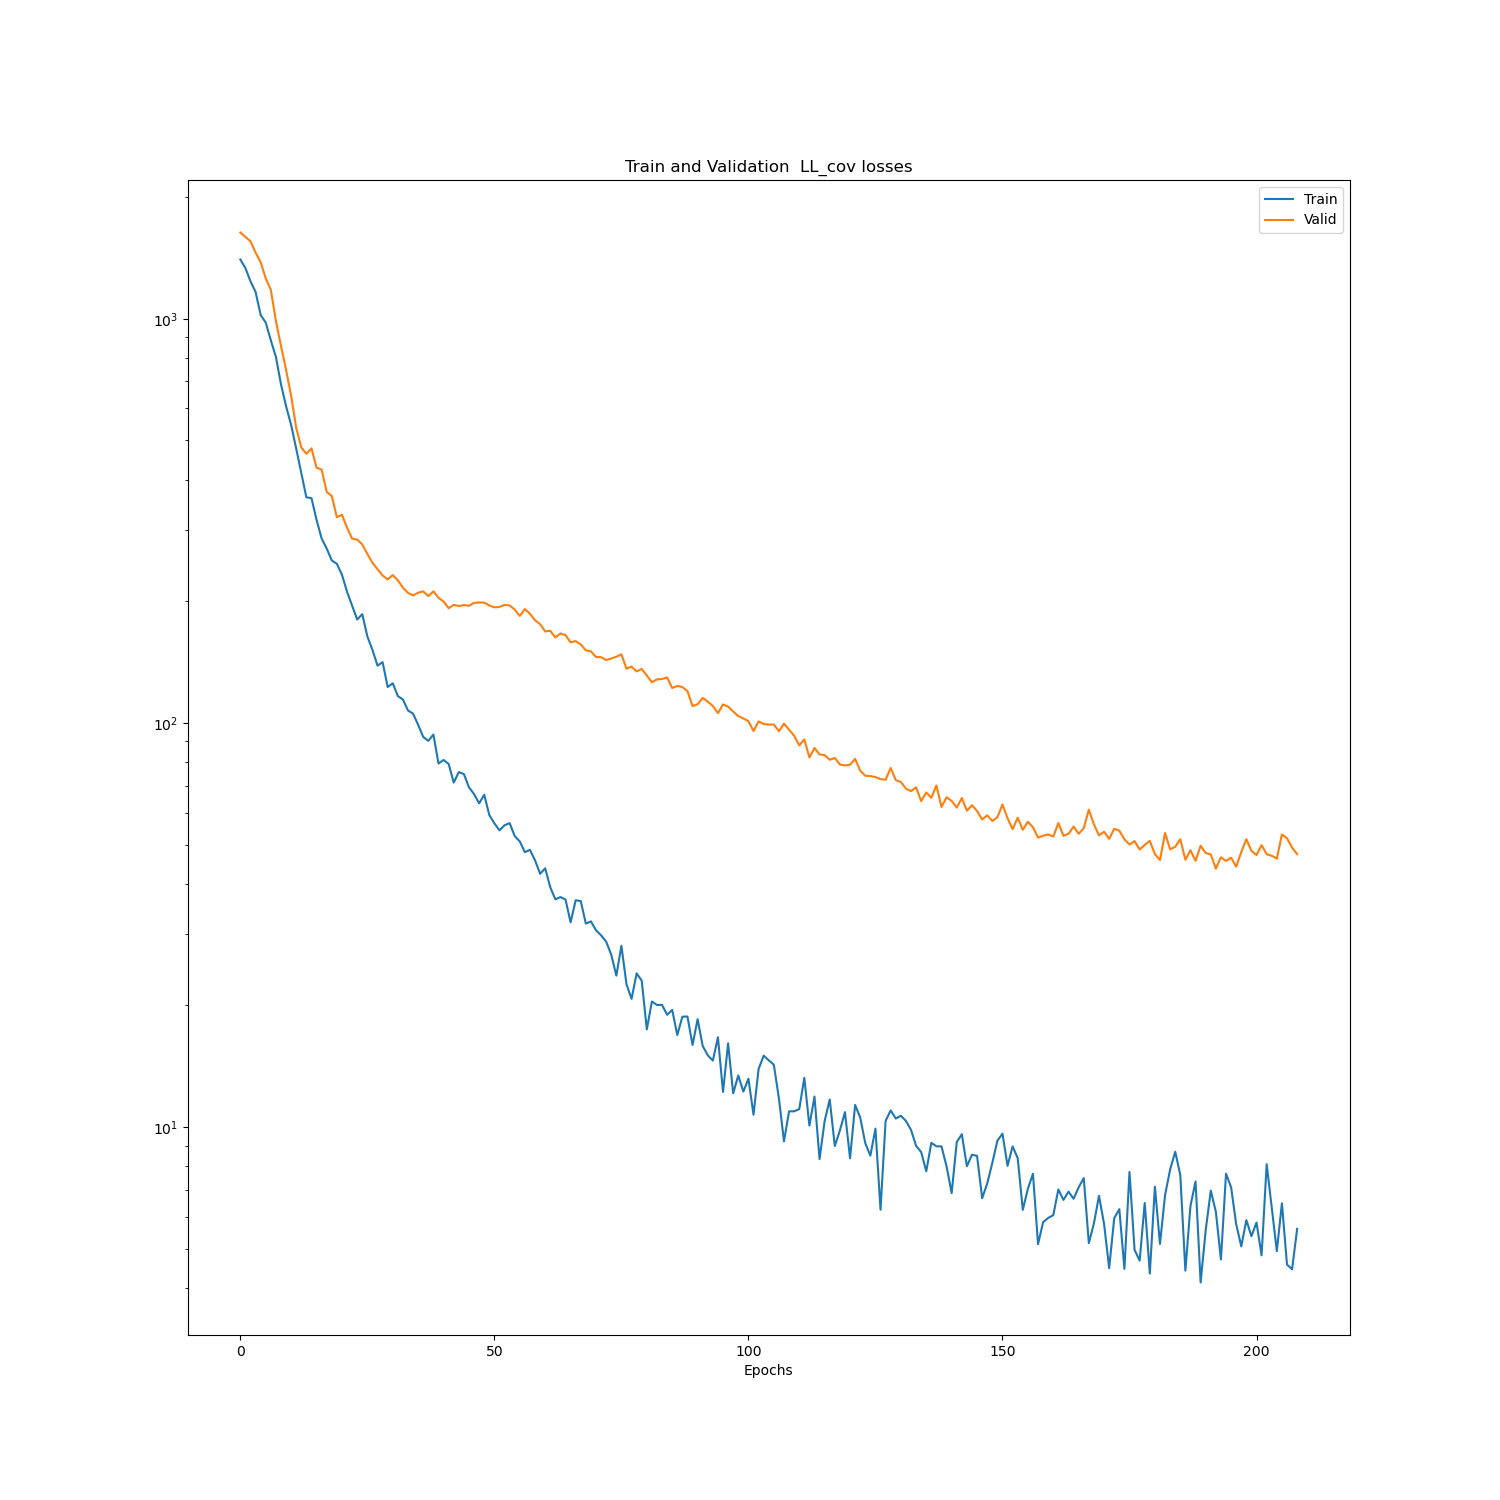 Train and Validation  LL_cov losses
Train
Valid
10³
10²
10¹
0 50 100 150 200
Epochs